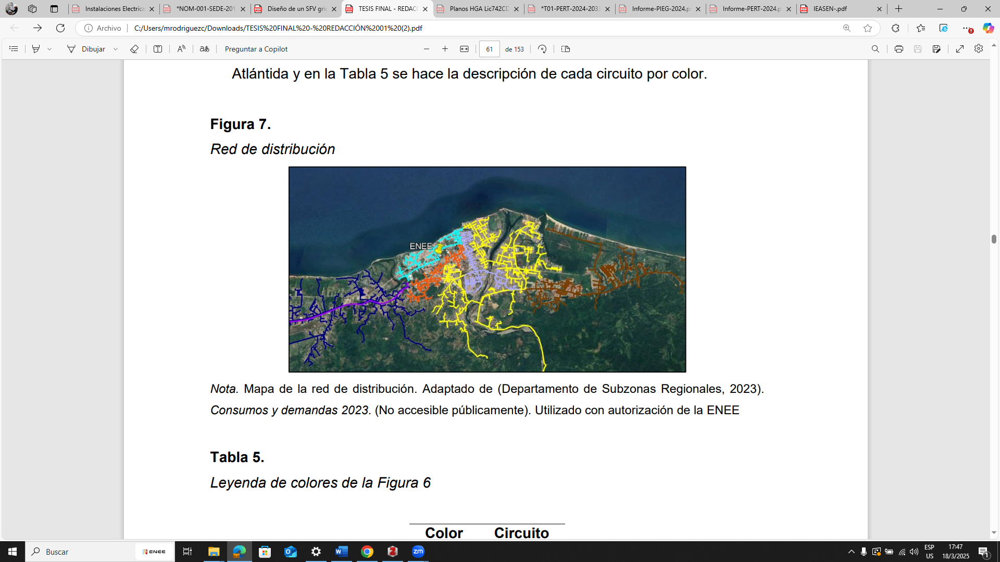 Instalaciones Electrica
*NOM-001-SEDE-201
Diseño de un SFV gri
TESIS FINAL - REDAC
Planos HGA Lic742CD
*T01-PERT-2024-2033
Informe-PIEG-2024.p
Informe-PERT-2024.p
IEASEN-.pdf
Archivo
C:/Users/mrodriguezc/Downloads/TESIS%20FINAL%20-%20REDACCIÓN%2001%20(2).pdf
Dibujar
Preguntar a Copilot
61
de 153
Atlántida y en la Tabla 5 se hace la descripción de cada circuito por color.
Figura 7.
Red de distribución
ENEE
Nota. Mapa de la red de distribución. Adaptado de (Departamento de Subzonas Regionales, 2023).
Consumos y demandas 2023. (No accesible públicamente). Utilizado con autorización de la ENEE
Tabla 5.
Leyenda de colores de la Figura 6
Color Circuito
Buscar
ENEE
zm
ESP
US
17:47
18/3/2025
1